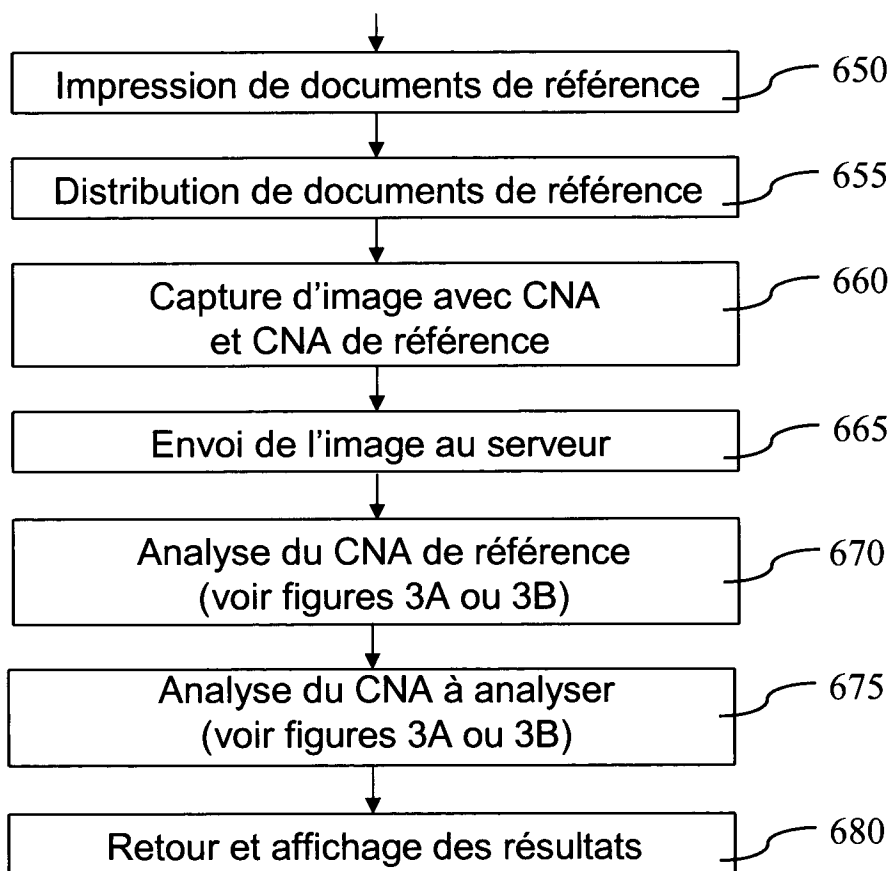 Impression de documents de référence
650
Distribution de documents de référence
655
Capture d'image avec CNA
et CNA de référence
660
Envoi de l'image au serveur
665
Analyse du CNA de référence
(voir figures 3A ou 3B)
670
Analyse du CNA à analyser
(voir figures 3A ou 3B)
675
Retour et affichage des résultats
680